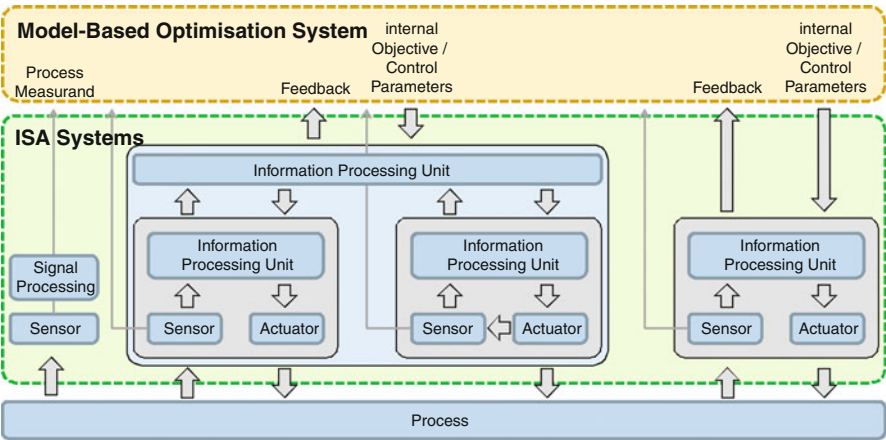 Model-Based Optimisation System
Process
Measurand
Feedback
internal
Objective /
Control
Parameters
Feedback
internal
Objective /
Control
Parameters
ISA Systems
Information Processing Unit
Information
Processing Unit
Information
Processing Unit
Information
Processing Unit
Signal
Processing
Sensor
Sensor
Actuator
Sensor
Actuator
Sensor
Actuator
Process